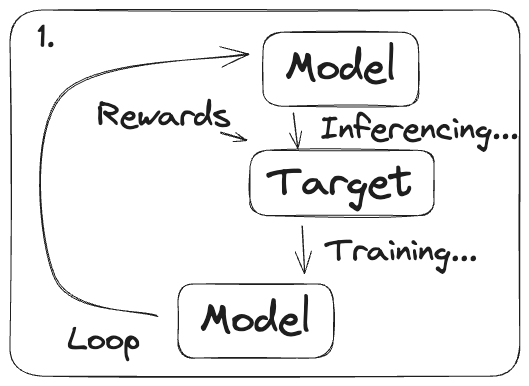 1.
Model
Rewards
Inferencing...
Target
Training...
Model
Loop